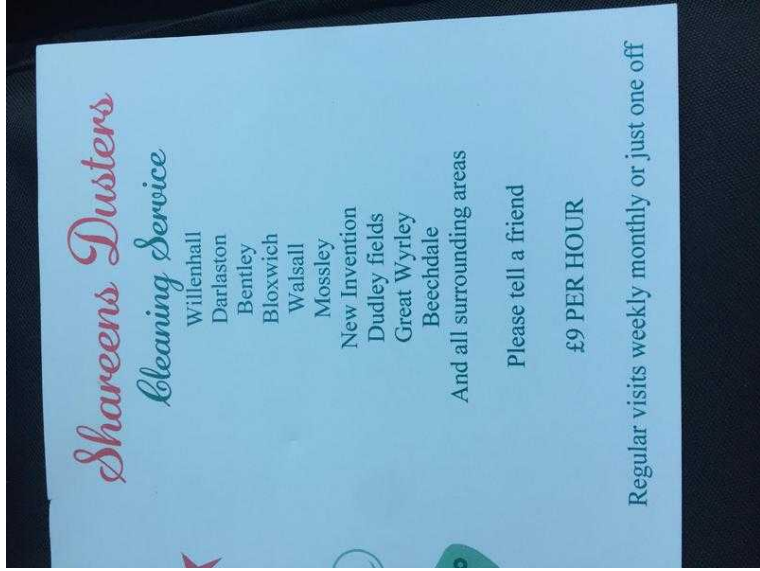 Shareens Dusters
Cleaning Service
Willenhall
Darlaston
Bentley
Bloxwich
Walsall
Mossley
New Invention
Dudley fields
Great Wyrley
Beechdale
And all surrounding areas
Please tell a friend
£9 PER HOUR
Regular visits weekly monthly or just one off